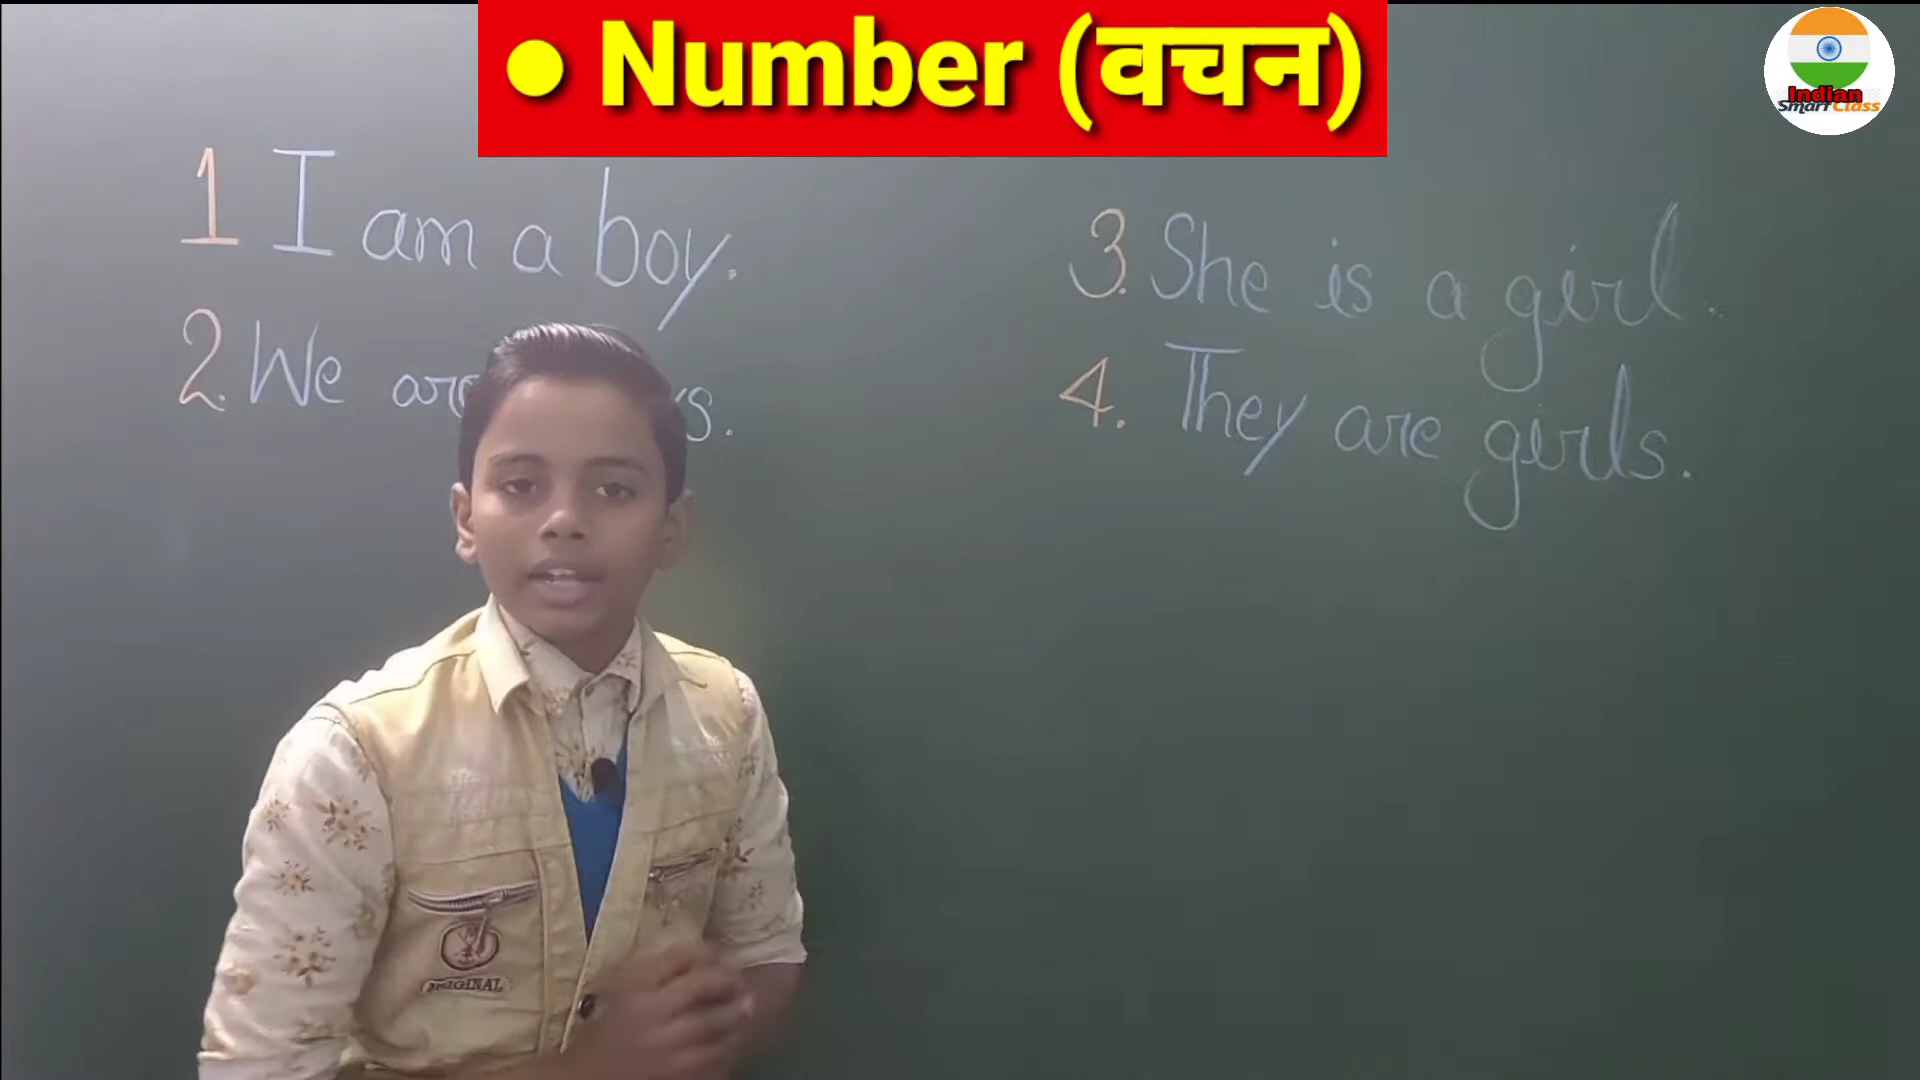 • Number (वचन)
Indian
Smart Class
1 I am a boy.
2. We are
3. She is a girl.
4. They are girls.
ORIGINAL